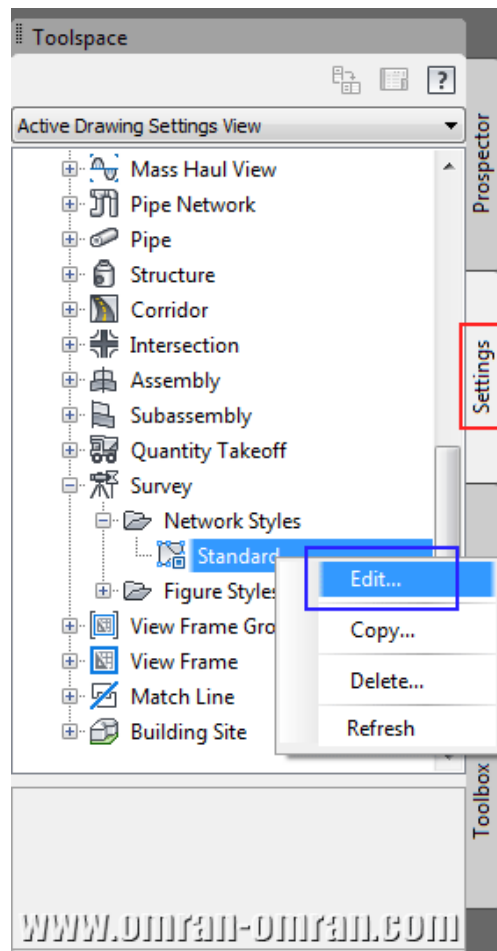 Toolspace
?
Active Drawing Settings View
Mass Haul View
Pipe Network
Pipe
Structure
Corridor
Intersection
Assembly
Subassembly
Quantity Takeoff
Survey
Network Styles
Standard
Figure Styles
View Frame Gro
View Frame
Match Line
Building Site
Edit...
Copy...
Delete...
Refresh
Prospector
Settings
Toolbox
www.omran-omran.com